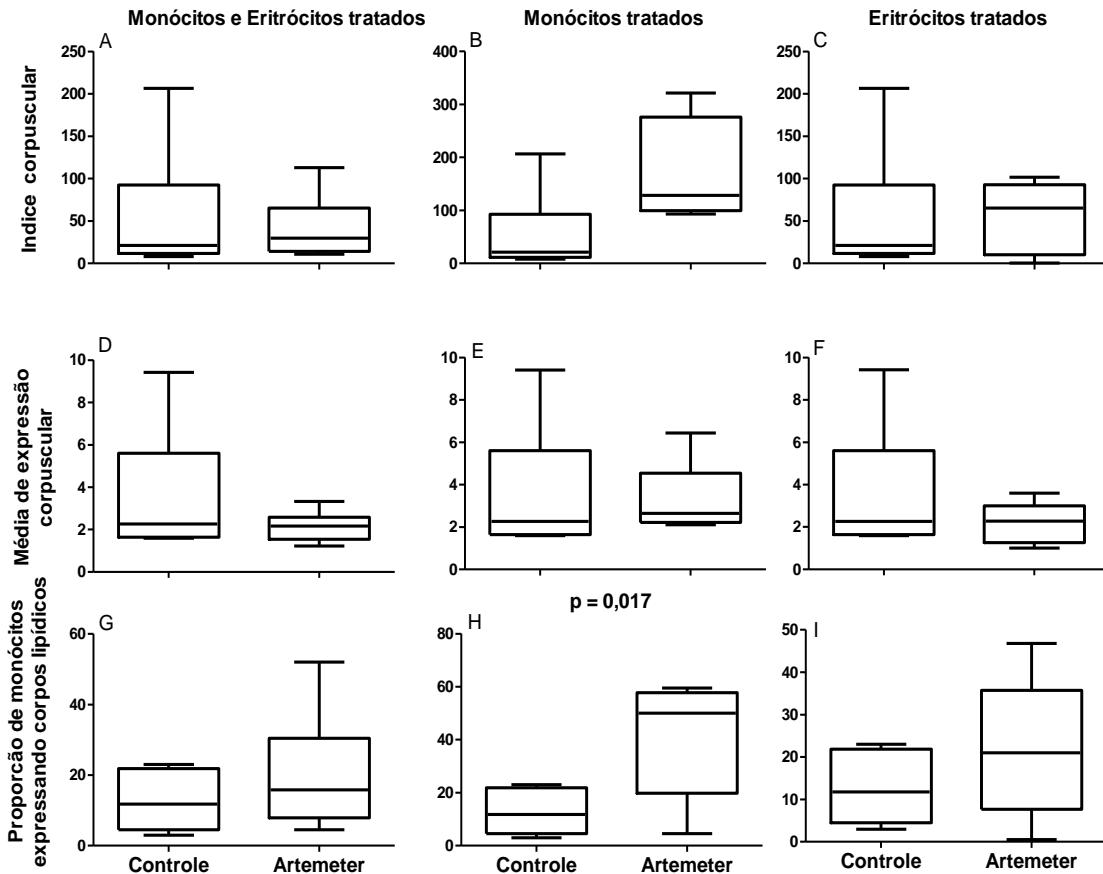 Monócitos e Eritrócitos tratados
Monócitos tratados
Eritrócitos tratados
Indice corpuscular
A
250
200
150
100
50
0
B
400
300
200
100
0
C
250
200
150
100
50
0
Média de expressão
corpuscular
D
10
8
6
4
2
0
E
10
8
6
4
2
0
F
10
8
6
4
2
0
p = 0,017
Proporcão de monócitos
expressando corpos lipídicos
G
60
40
20
0
Controle
Artemeter
H
80
60
40
20
0
Controle
Artemeter
I
50
40
30
20
10
0
Controle
Artemeter